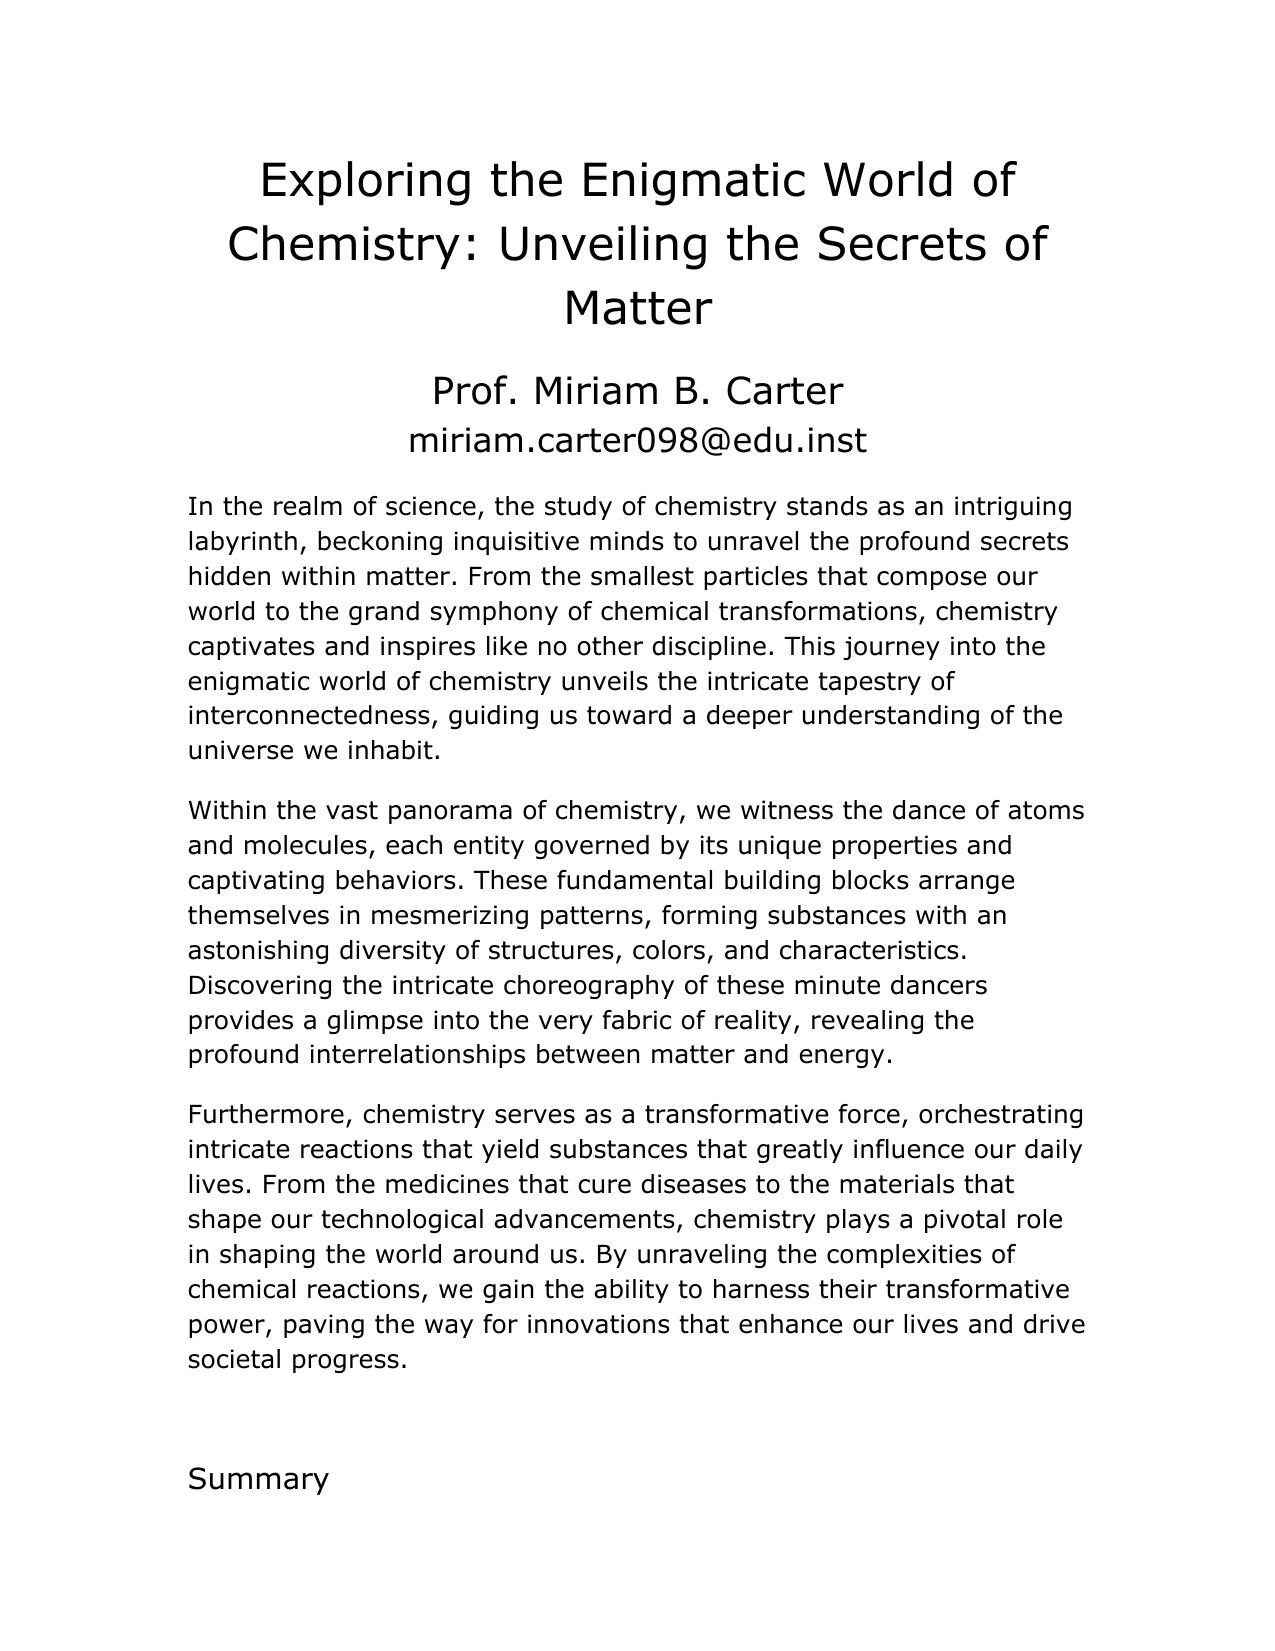 Exploring the Enigmatic World of
Chemistry: Unveiling the Secrets of
Matter
Prof. Miriam B. Carter
miriam.carter098@edu.inst
In the realm of science, the study of chemistry stands as an intriguing
labyrinth, beckoning inquisitive minds to unravel the profound secrets
hidden within matter. From the smallest particles that compose our
world to the grand symphony of chemical transformations, chemistry
captivates and inspires like no other discipline. This journey into the
enigmatic world of chemistry unveils the intricate tapestry of
interconnectedness, guiding us toward a deeper understanding of the
universe we inhabit.
Within the vast panorama of chemistry, we witness the dance of atoms
and molecules, each entity governed by its unique properties and
captivating behaviors. These fundamental building blocks arrange
themselves in mesmerizing patterns, forming substances with an
astonishing diversity of structures, colors, and characteristics.
Discovering the intricate choreography of these minute dancers
provides a glimpse into the very fabric of reality, revealing the
profound interrelationships between matter and energy.
Furthermore, chemistry serves as a transformative force, orchestrating
intricate reactions that yield substances that greatly influence our daily
lives. From the medicines that cure diseases to the materials that
shape our technological advancements, chemistry plays a pivotal role
in shaping the world around us. By unraveling the complexities of
chemical reactions, we gain the ability to harness their transformative
power, paving the way for innovations that enhance our lives and drive
societal progress.
Summary